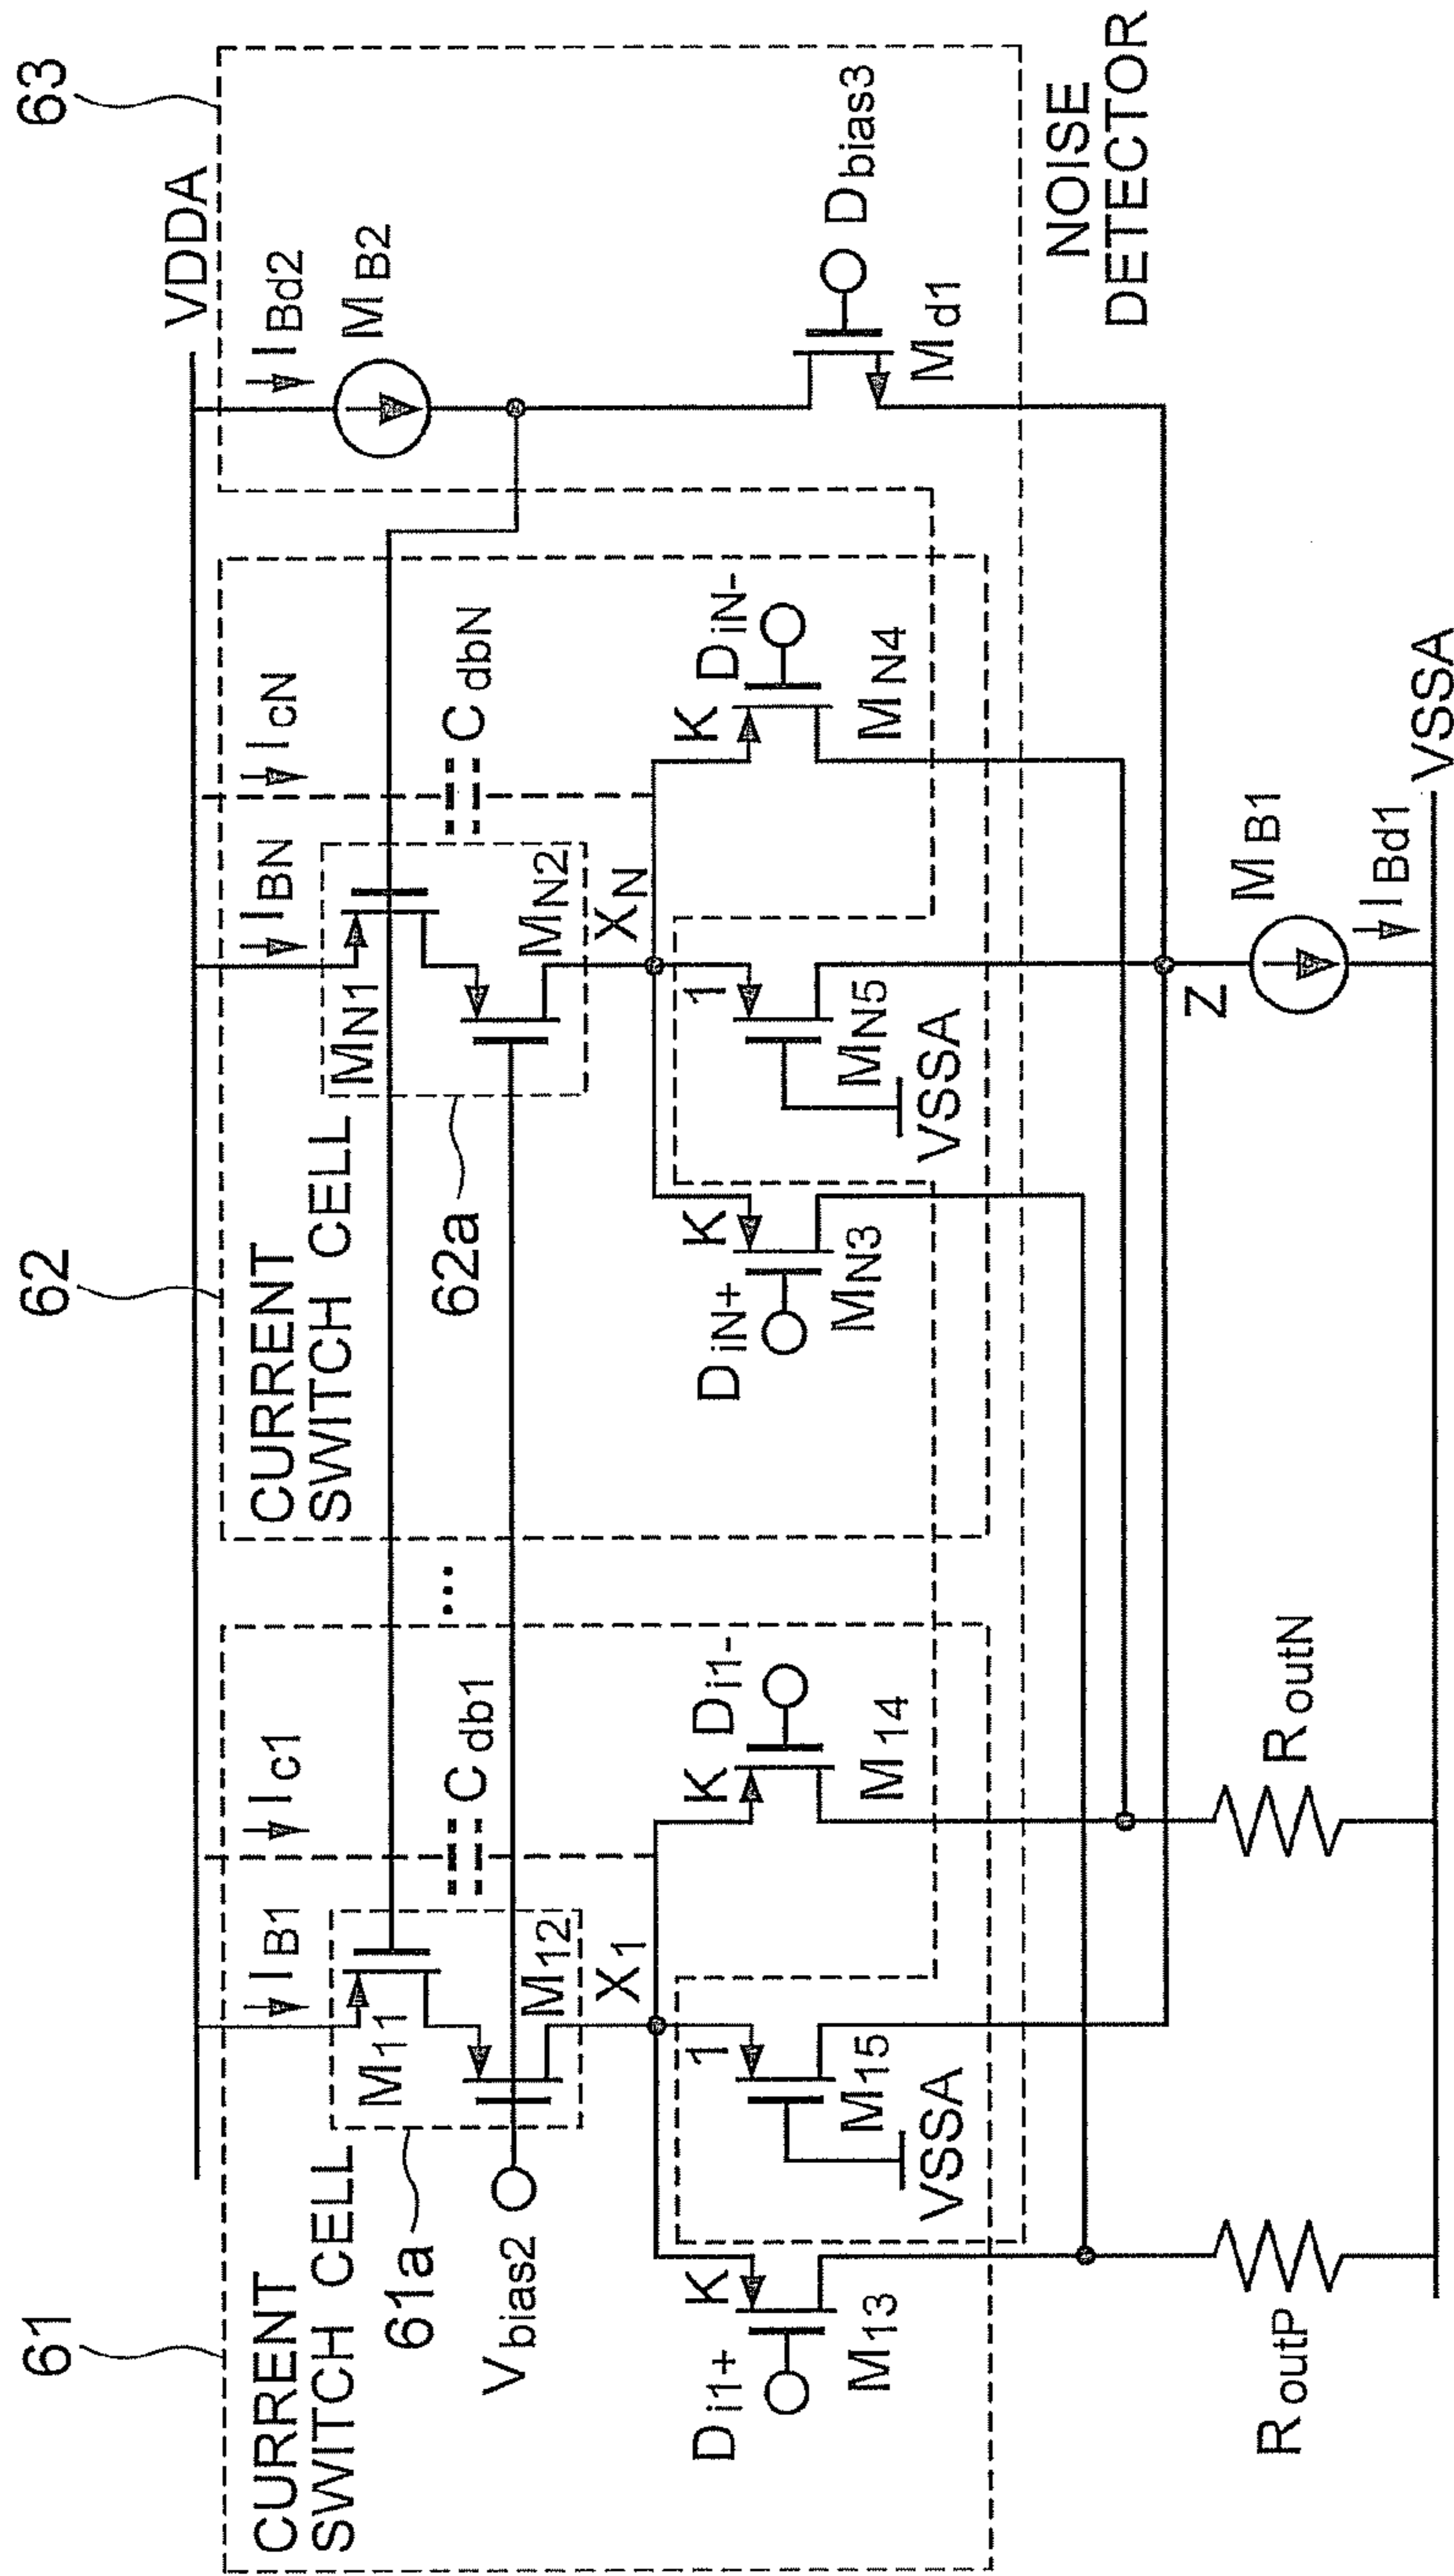 61
62
63
VDDA
CURRENT
SWITCH CELL
I_B1
I_c1
M_11
M_12
61a
V_bias2
C_db1
X_1
K
1
K
D_i1+
M_13
M_15
VSSA
D_i1-
M_14
...
CURRENT
SWITCH CELL
I_BN
I_cN
M_N1
M_N2
62a
C_dbN
X_N
K
1
K
D_iN+
M_N3
M_N5
VSSA
D_iN-
M_N4
I_Bd2
M_B2
D_bias3
M_d1
NOISE
DETECTOR
R_outP
R_outN
Z
M_B1
I_Bd1
VSSA